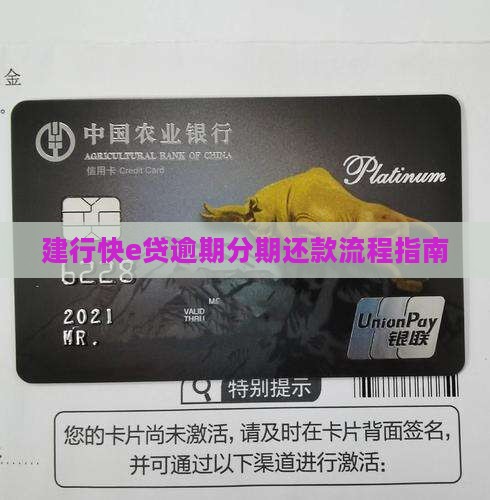 金
中国农业银行
AGRICULTURAL BANK OF CHINA
信用卡 Credit Card
Platinum
建行快e贷逾期分期还款流程指南
6228
2021
VALID
THRU
MR.
UnionPay
银联
特别提示
您的卡片尚未激活，请及时在卡片背面签名，
并可通过以下渠道进行激活：